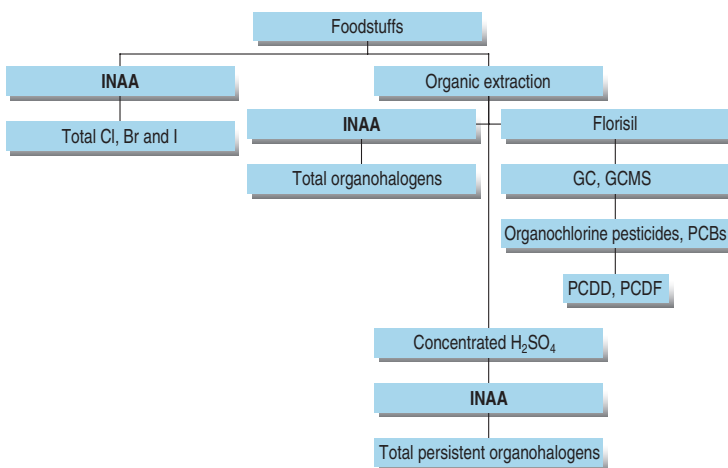 Foodstuffs
INAA
Organic extraction
Total Cl, Br and I
INAA
Florisil
Total organohalogens
GC, GCMS
Organochlorine pesticides, PCBs
PCDD, PCDF
Concentrated H₂SO₄
INAA
Total persistent organohalogens